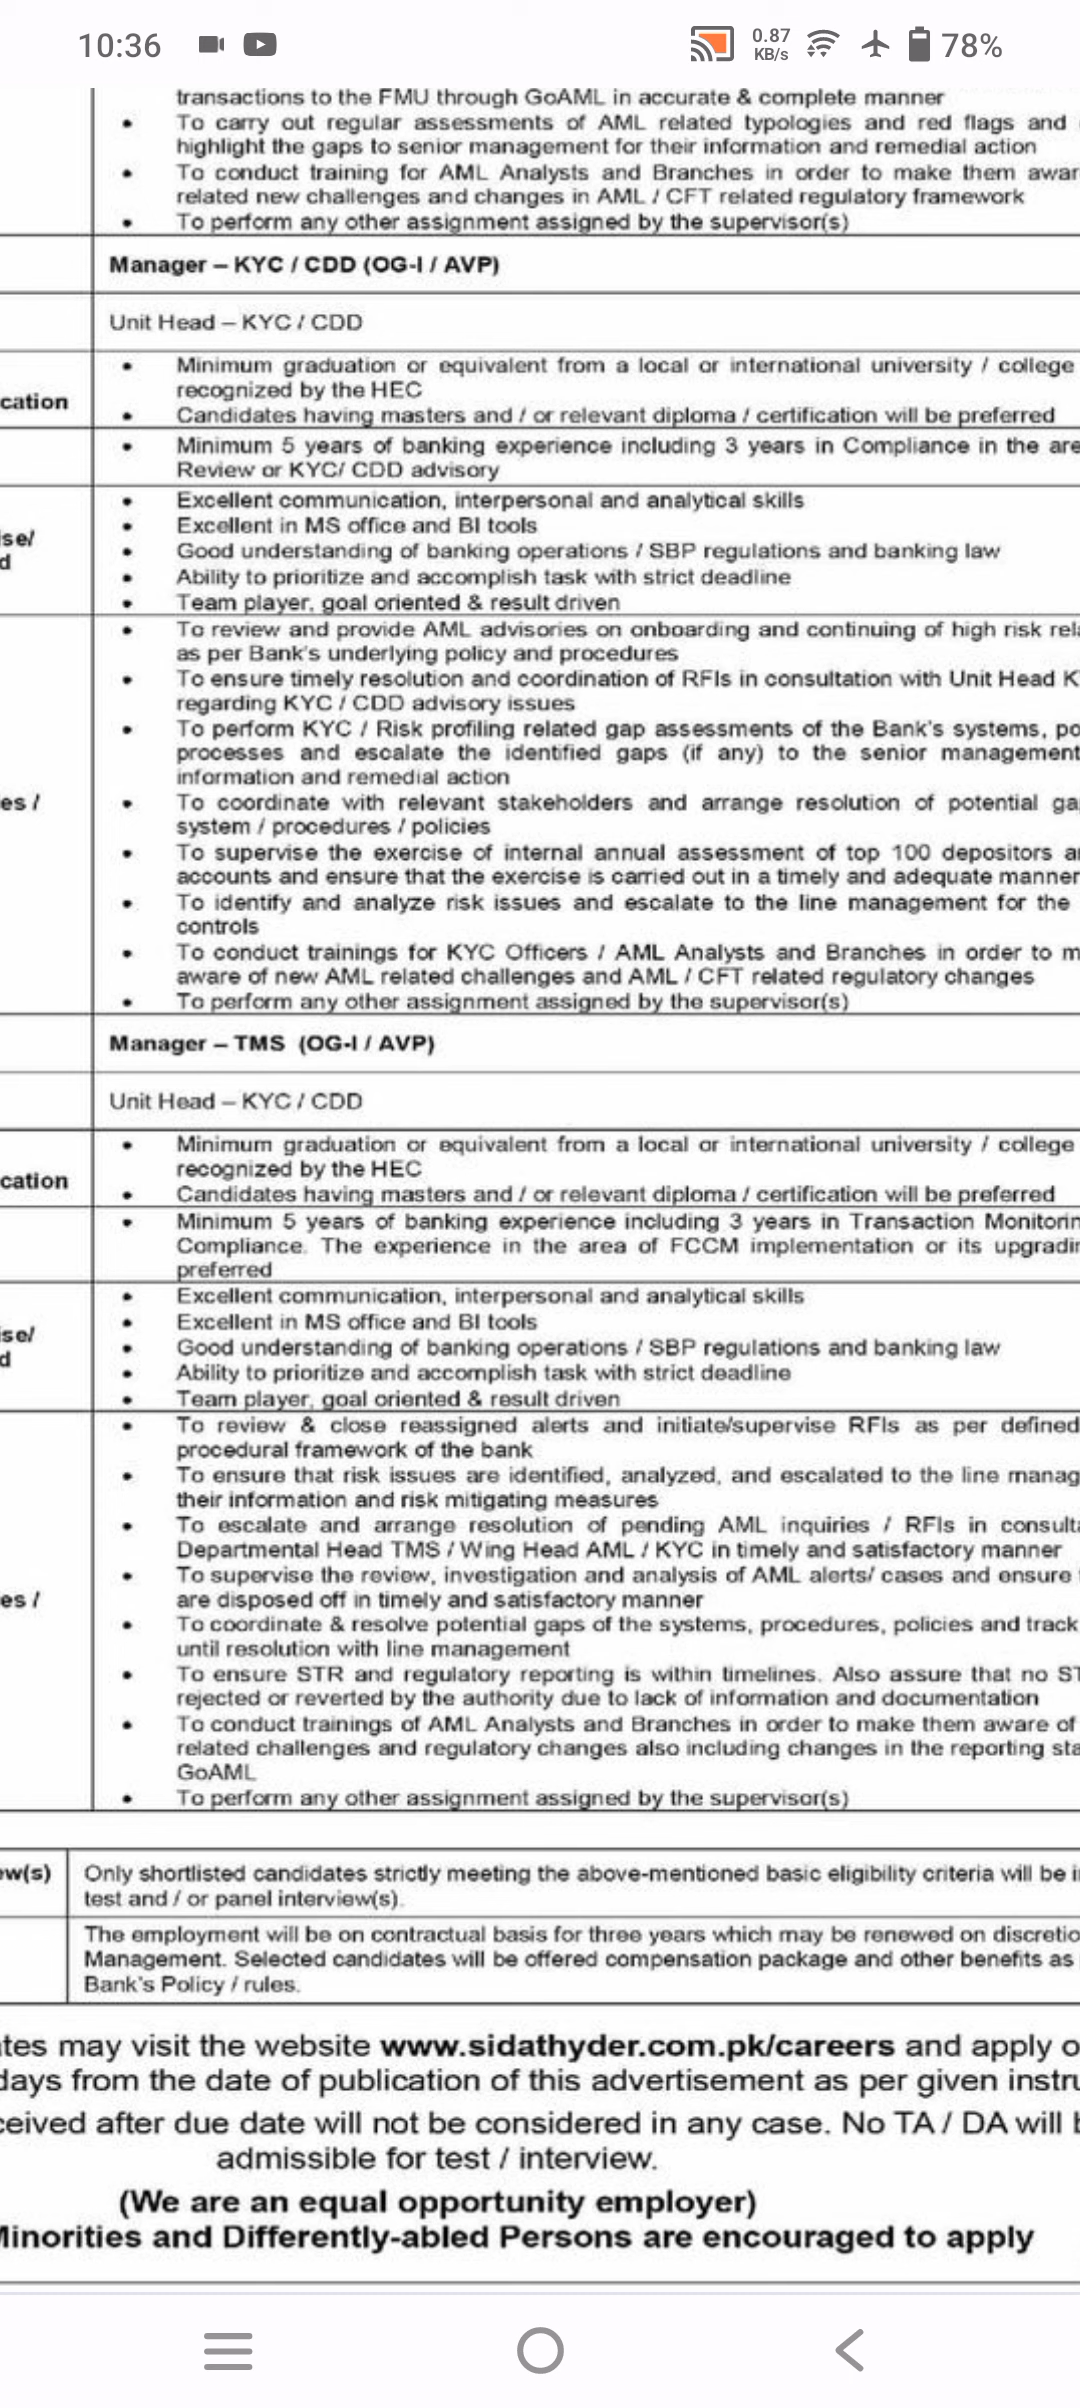 10:36
0.87
KB/s
78%
transactions to the FMU through GoAML in accurate & complete manner
• To carry out regular assessments of AML related typologies and red flags and
highlight the gaps to senior management for their information and remedial action
• To conduct training for AML Analysts and Branches in order to make them awar
related new challenges and changes in AML / CFT related regulatory framework
• To perform any other assignment assigned by the supervisor(s)
Manager – KYC / CDD (OG-I / AVP)
Unit Head – KYC / CDD
• Minimum graduation or equivalent from a local or international university / college
recognized by the HEC
cation
• Candidates having masters and / or relevant diploma / certification will be preferred
• Minimum 5 years of banking experience including 3 years in Compliance in the are
Review or KYC/ CDD advisory
• Excellent communication, interpersonal and analytical skills
• Excellent in MS office and BI tools
ise/
d
• Good understanding of banking operations / SBP regulations and banking law
• Ability to prioritize and accomplish task with strict deadline
• Team player, goal oriented & result driven
• To review and provide AML advisories on onboarding and continuing of high risk rela
as per Bank's underlying policy and procedures
• To ensure timely resolution and coordination of RFIs in consultation with Unit Head K
regarding KYC / CDD advisory issues
• To perform KYC / Risk profiling related gap assessments of the Bank's systems, po
processes and escalate the identified gaps (if any) to the senior management
information and remedial action
es /
• To coordinate with relevant stakeholders and arrange resolution of potential ga
system / procedures / policies
• To supervise the exercise of internal annual assessment of top 100 depositors a
accounts and ensure that the exercise is carried out in a timely and adequate manner
• To identify and analyze risk issues and escalate to the line management for the
controls
• To conduct trainings for KYC Officers / AML Analysts and Branches in order to m
aware of new AML related challenges and AML / CFT related regulatory changes
• To perform any other assignment assigned by the supervisor(s)
Manager – TMS (OG-I / AVP)
Unit Head – KYC / CDD
• Minimum graduation or equivalent from a local or international university / college
recognized by the HEC
cation
• Candidates having masters and / or relevant diploma / certification will be preferred
• Minimum 5 years of banking experience including 3 years in Transaction Monitorin
Compliance. The experience in the area of FCCM implementation or its upgradin
preferred
• Excellent communication, interpersonal and analytical skills
• Excellent in MS office and BI tools
ise/
d
• Good understanding of banking operations / SBP regulations and banking law
• Ability to prioritize and accomplish task with strict deadline
• Team player, goal oriented & result driven
• To review & close reassigned alerts and initiate/supervise RFIs as per defined
procedural framework of the bank
• To ensure that risk issues are identified, analyzed, and escalated to the line manag
their information and risk mitigating measures
• To escalate and arrange resolution of pending AML inquiries / RFIs in consulta
Departmental Head TMS / Wing Head AML / KYC in timely and satisfactory manner
• To supervise the review, investigation and analysis of AML alerts/ cases and ensure
es /
are disposed off in timely and satisfactory manner
• To coordinate & resolve potential gaps of the systems, procedures, policies and track
until resolution with line management
• To ensure STR and regulatory reporting is within timelines. Also assure that no ST
rejected or reverted by the authority due to lack of information and documentation
• To conduct trainings of AML Analysts and Branches in order to make them aware of
related challenges and regulatory changes also including changes in the reporting sta
GoAML
• To perform any other assignment assigned by the supervisor(s)
ew(s)
Only shortlisted candidates strictly meeting the above-mentioned basic eligibility criteria will be i
test and / or panel interview(s).
The employment will be on contractual basis for three years which may be renewed on discretio
Management. Selected candidates will be offered compensation package and other benefits as
Bank's Policy / rules.
ates may visit the website www.sidathyder.com.pk/careers and apply o
days from the date of publication of this advertisement as per given instru
ceived after due date will not be considered in any case. No TA / DA will b
admissible for test / interview.
(We are an equal opportunity employer)
Minorities and Differently-abled Persons are encouraged to apply